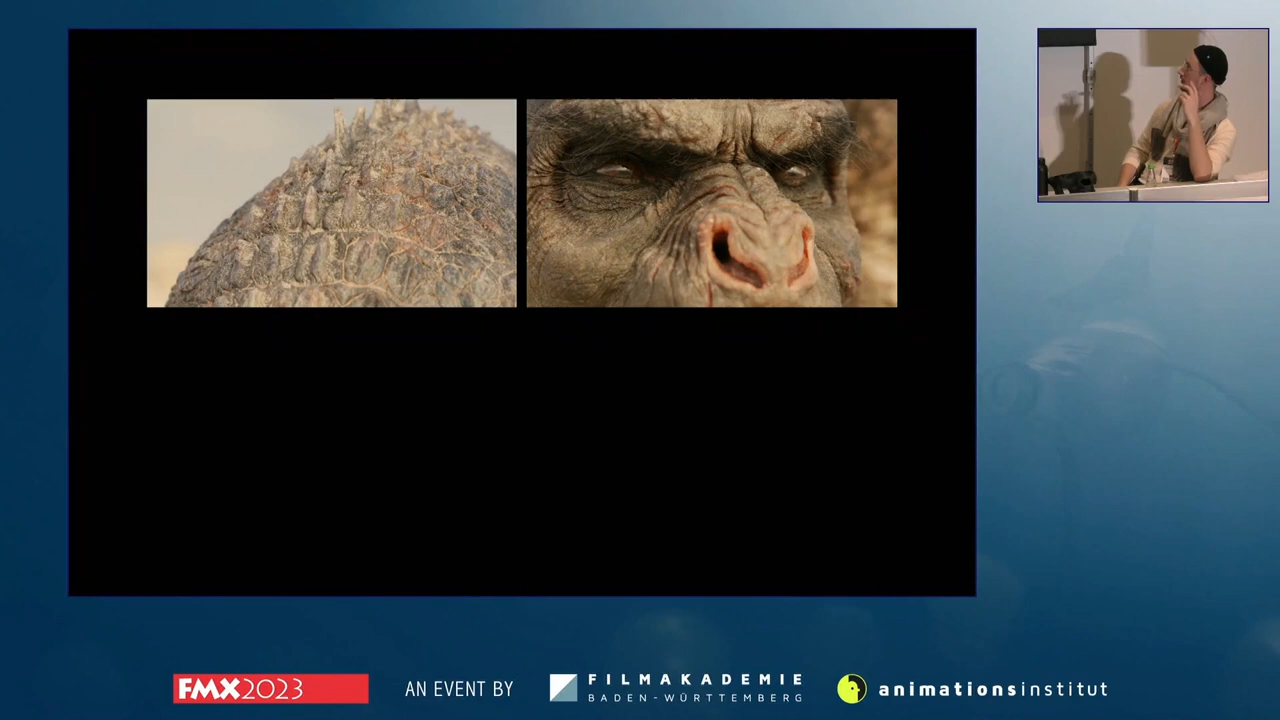 FMX2023
AN EVENT BY
FILMAKADEMIE
BADEN-WÜRTTEMBERG
animationsinstitut